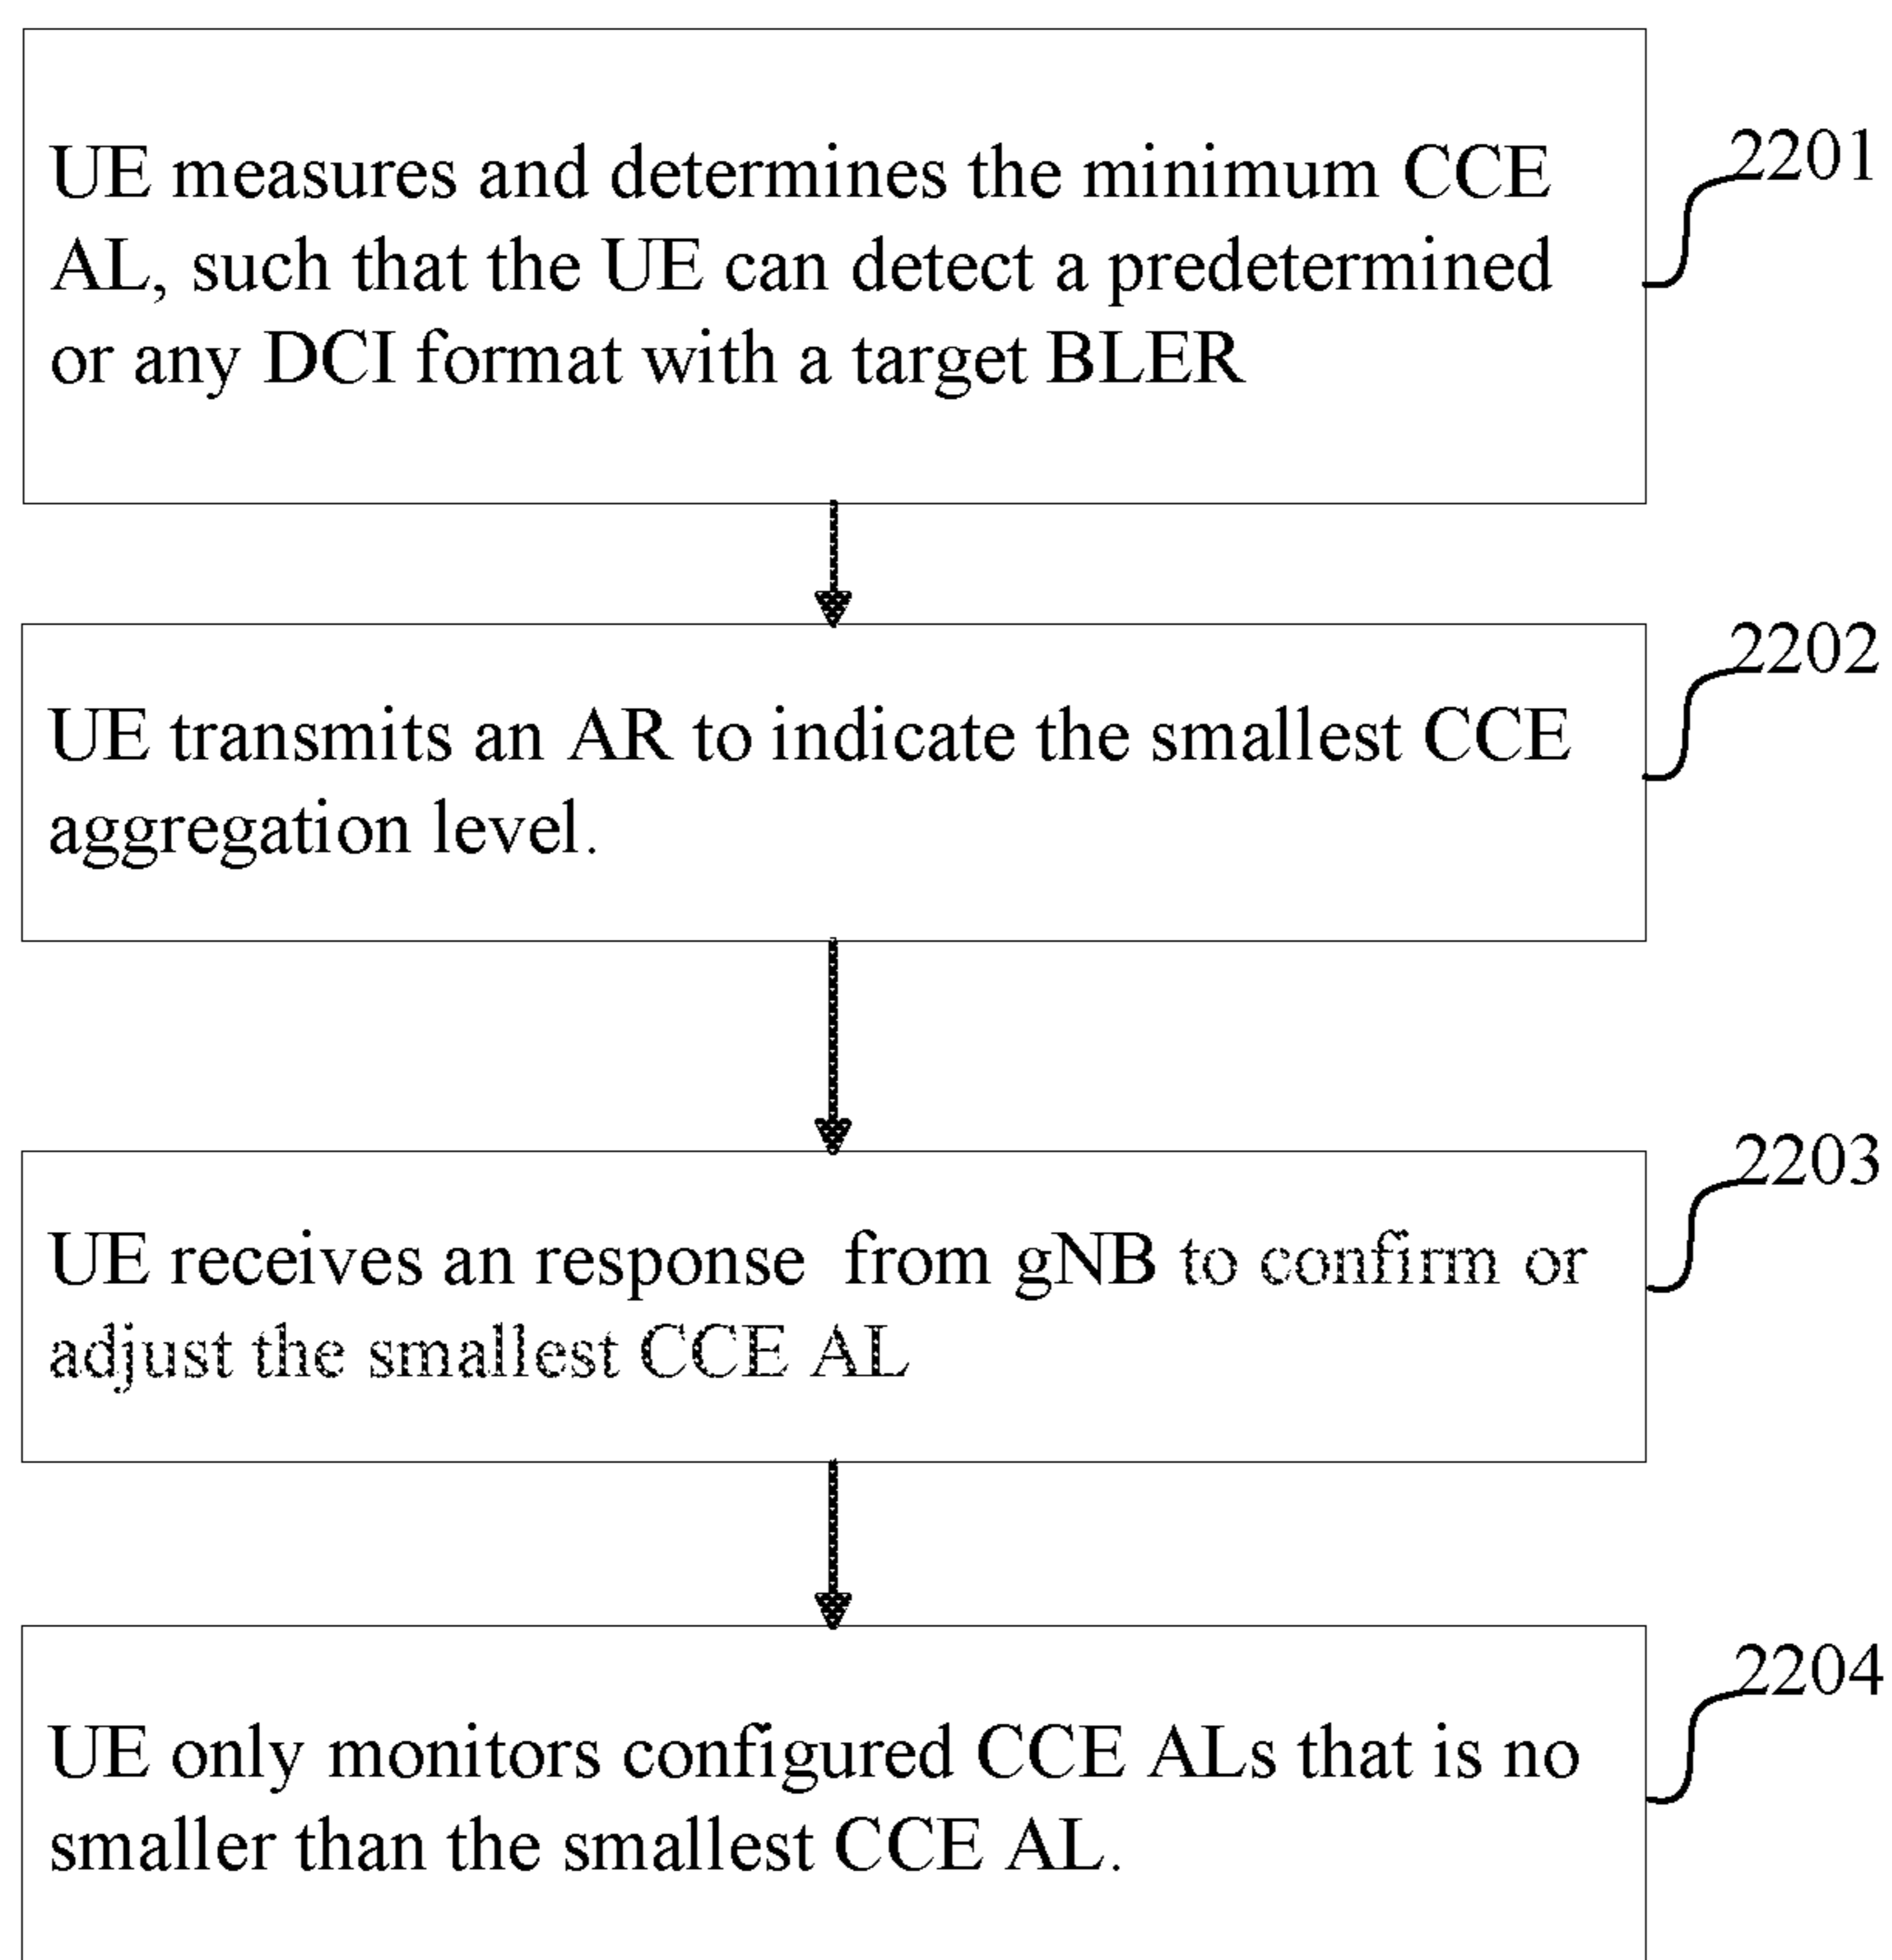 UE measures and determines the minimum CCE
2201
AL, such that the UE can detect a predetermined
or any DCI format with a target BLER
2202
UE transmits an AR to indicate the smallest CCE
aggregation level.
2203
UE receives an response from gNB to confirm or
adjust the smallest CCE AL
2204
UE only monitors configured CCE ALs that is no
smaller than the smallest CCE AL.